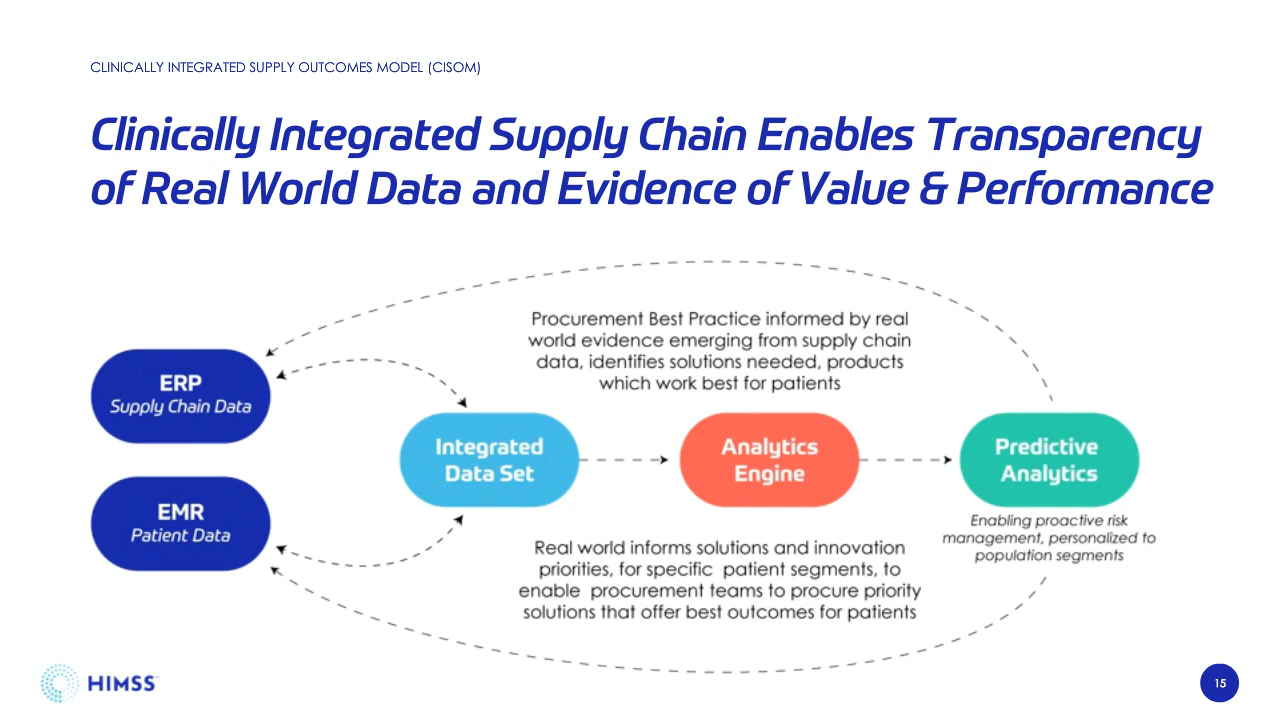 CLINICALLY INTEGRATED SUPPLY OUTCOMES MODEL (CISOM)
Clinically Integrated Supply Chain Enables Transparency
of Real World Data and Evidence of Value & Performance
Procurement Best Practice informed by real
world evidence emerging from supply chain
data, identifies solutions needed, products
which work best for patients
ERP
Supply Chain Data
EMR
Patient Data
Integrated
Data Set
Analytics
Engine
Predictive
Analytics
Enabling proactive risk
management, personalized to
population segments
Real world informs solutions and innovation
priorities, for specific patient segments, to
enable procurement teams to procure priority
solutions that offer best outcomes for patients
HIMSS
15